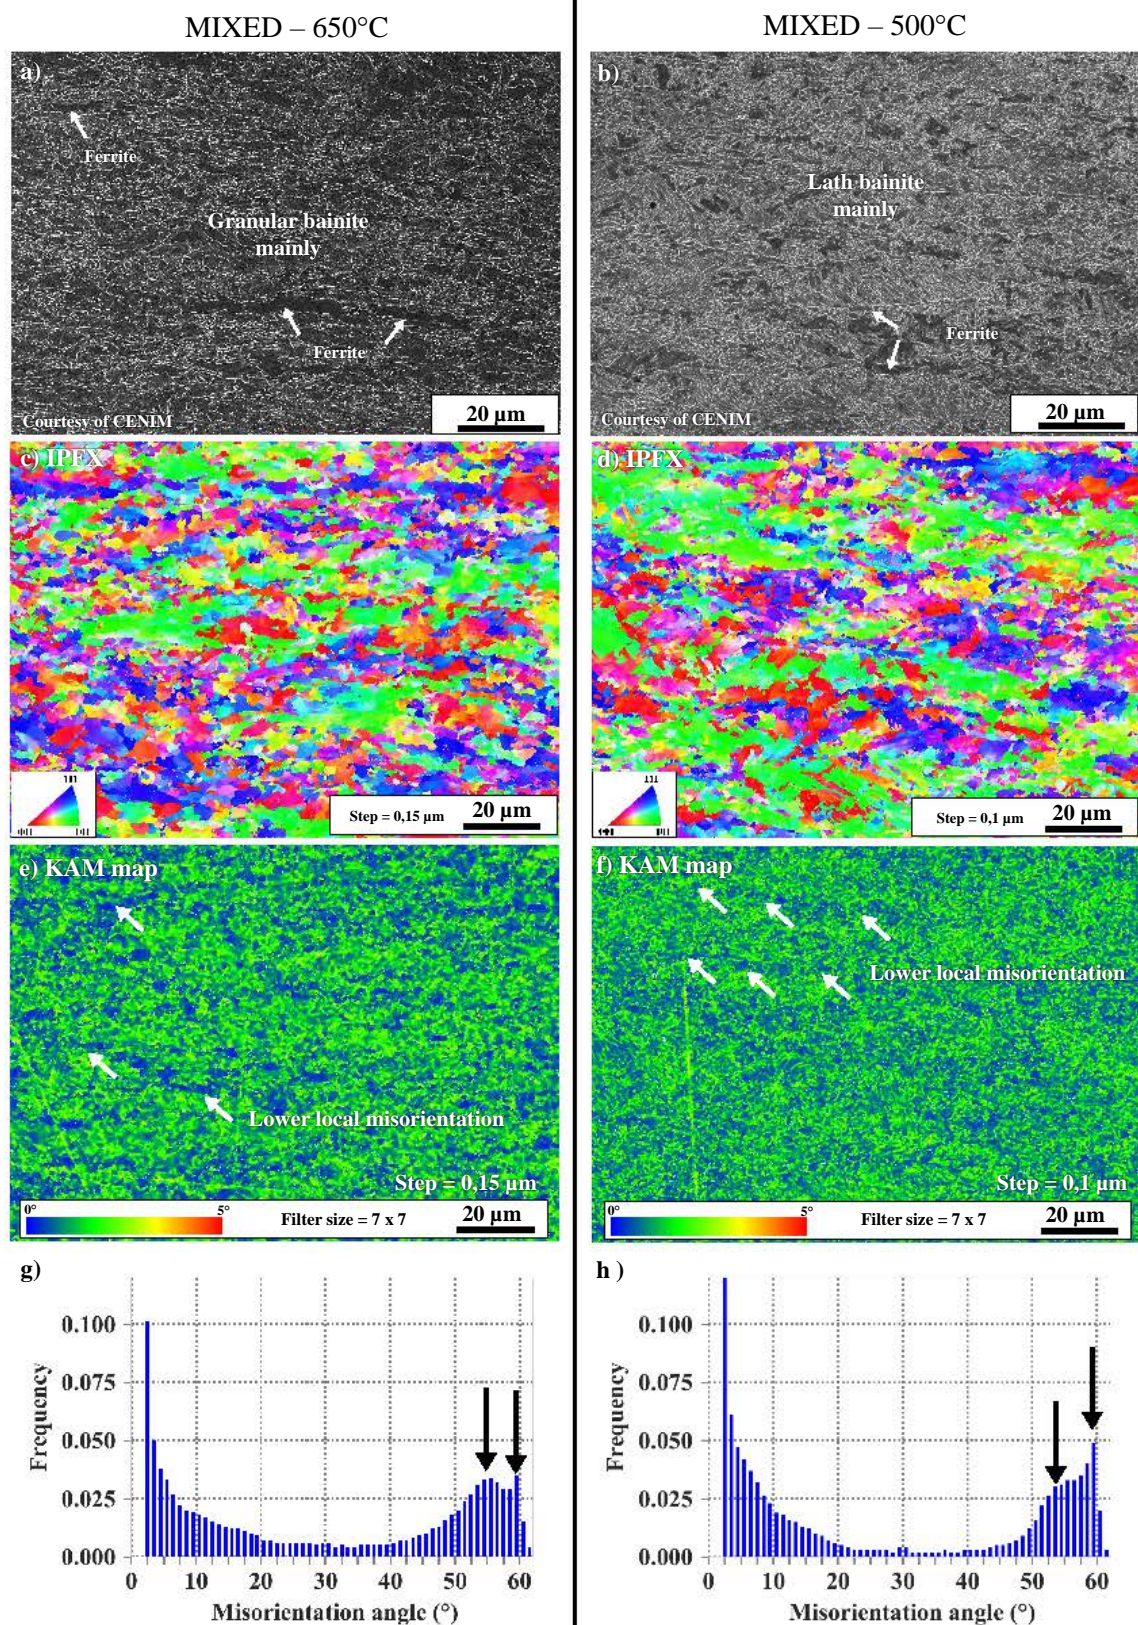 MIXED – 650°C
MIXED – 500°C
a)
Ferrite
Granular bainite
mainly
Ferrite
Courtesy of CENIM
20 µm
b)
Lath bainite
mainly
Ferrite
Courtesy of CENIM
20 µm
c) IPFX
111
Step = 0,15 µm
20 µm
d) IPFX
111
Step = 0,1 µm
20 µm
e) KAM map
Lower local misorientation
Step = 0,15 µm
0°
5°
Filter size = 7 x 7
20 µm
f) KAM map
Lower local misorientation
Step = 0,1 µm
0°
5°
Filter size = 7 x 7
20 µm
g)
0.100
0.075
0.050
0.025
0.000
Frequency
0 10 20 30 40 50 60
Misorientation angle (°)
h )
0.100
0.075
0.050
0.025
0.000
Frequency
0 10 20 30 40 50 60
Misorientation angle (°)